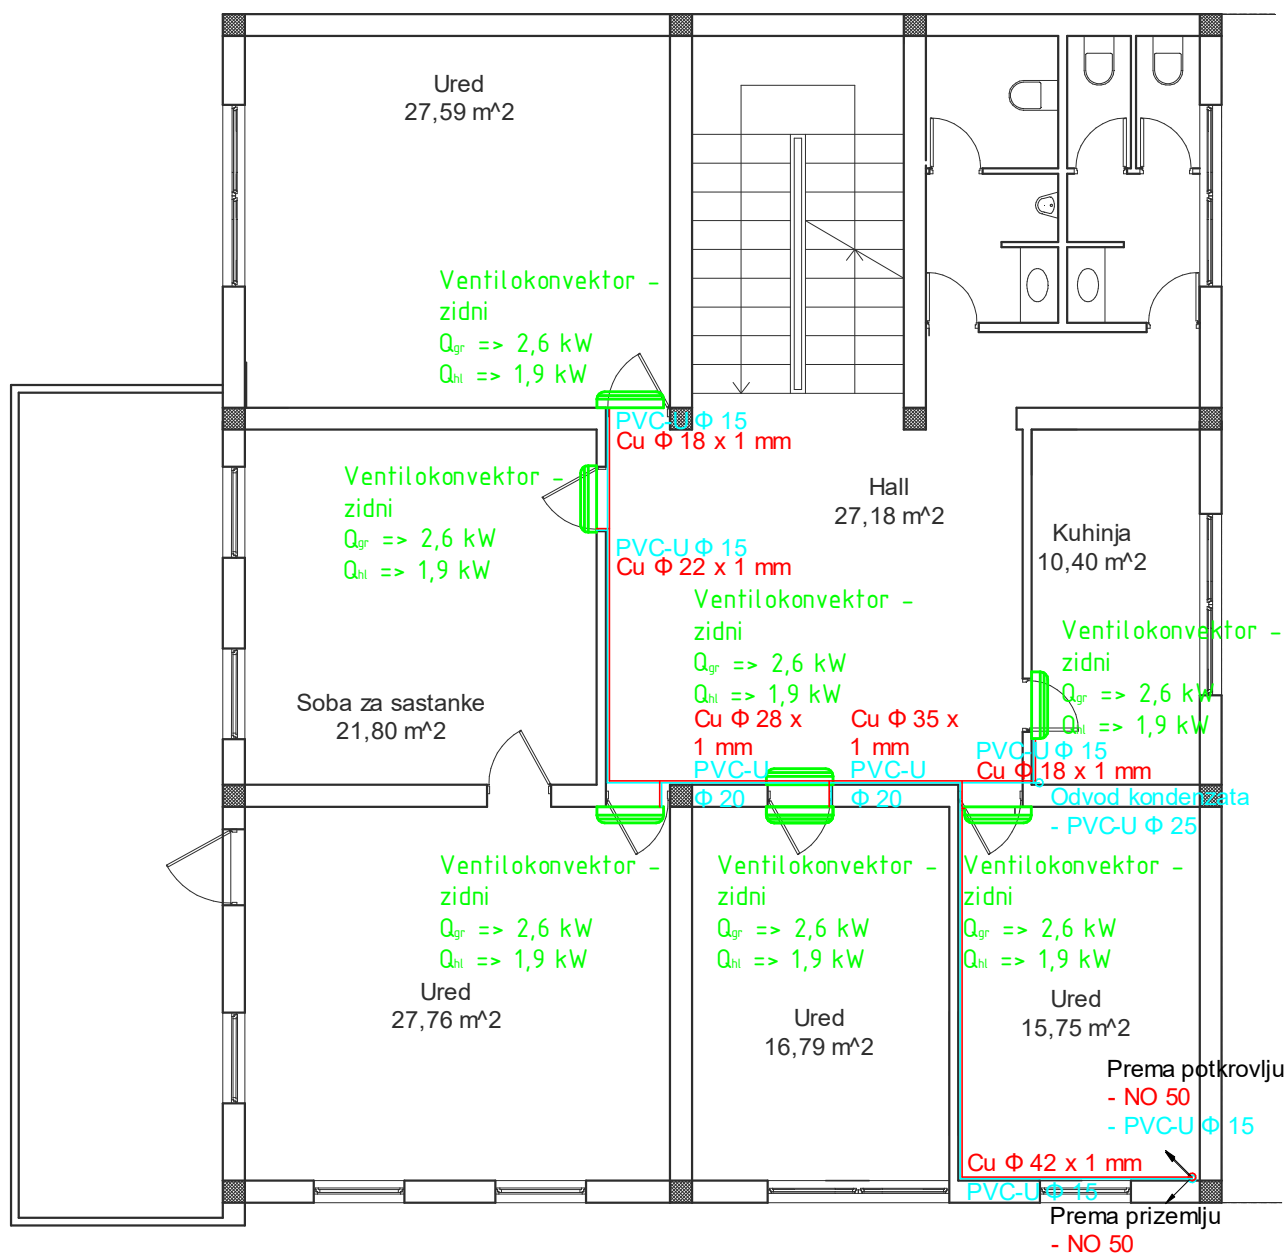 Ured
27,59 m^2
Ventilokonvektor -
zidni
Qgr => 2,6 kW
Qhl => 1,9 kW
PVC-U Φ 15
Cu Φ 18 x 1 mm
Ventilokonvektor -
zidni
Qgr => 2,6 kW
Qhl => 1,9 kW
Hall
27,18 m^2
Kuhinja
10,40 m^2
PVC-U Φ 15
Cu Φ 22 x 1 mm
Ventilokonvektor -
zidni
Qgr => 2,6 kW
Qhl => 1,9 kW
Ventilokonvektor -
zidni
Qgr => 2,6 kW
Qhl => 1,9 kW
Soba za sastanke
21,80 m^2
Cu Φ 28 x
1 mm
PVC-U
Φ 20
Cu Φ 35 x
1 mm
PVC-U
Φ 20
PVC-U Φ 15
Cu Φ 18 x 1 mm
Odvod kondenzata
- PVC-U Φ 25
Ventilokonvektor -
zidni
Qgr => 2,6 kW
Qhl => 1,9 kW
Ventilokonvektor -
zidni
Qgr => 2,6 kW
Qhl => 1,9 kW
Ventilokonvektor -
zidni
Qgr => 2,6 kW
Qhl => 1,9 kW
Ured
27,76 m^2
Ured
16,79 m^2
Ured
15,75 m^2
Prema potkrovlju
- NO 50
- PVC-U Φ 15
Cu Φ 42 x 1 mm
PVC-U Φ 15
Prema prizemlju
- NO 50